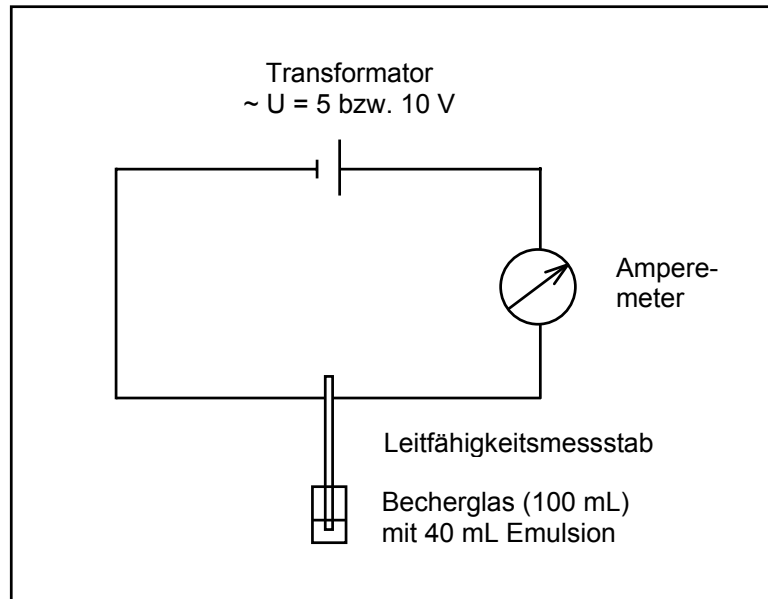 Transformator
~ U = 5 bzw. 10 V
Ampere-
meter
Leitfähigkeitsmessstab
Becherglas (100 mL)
mit 40 mL Emulsion